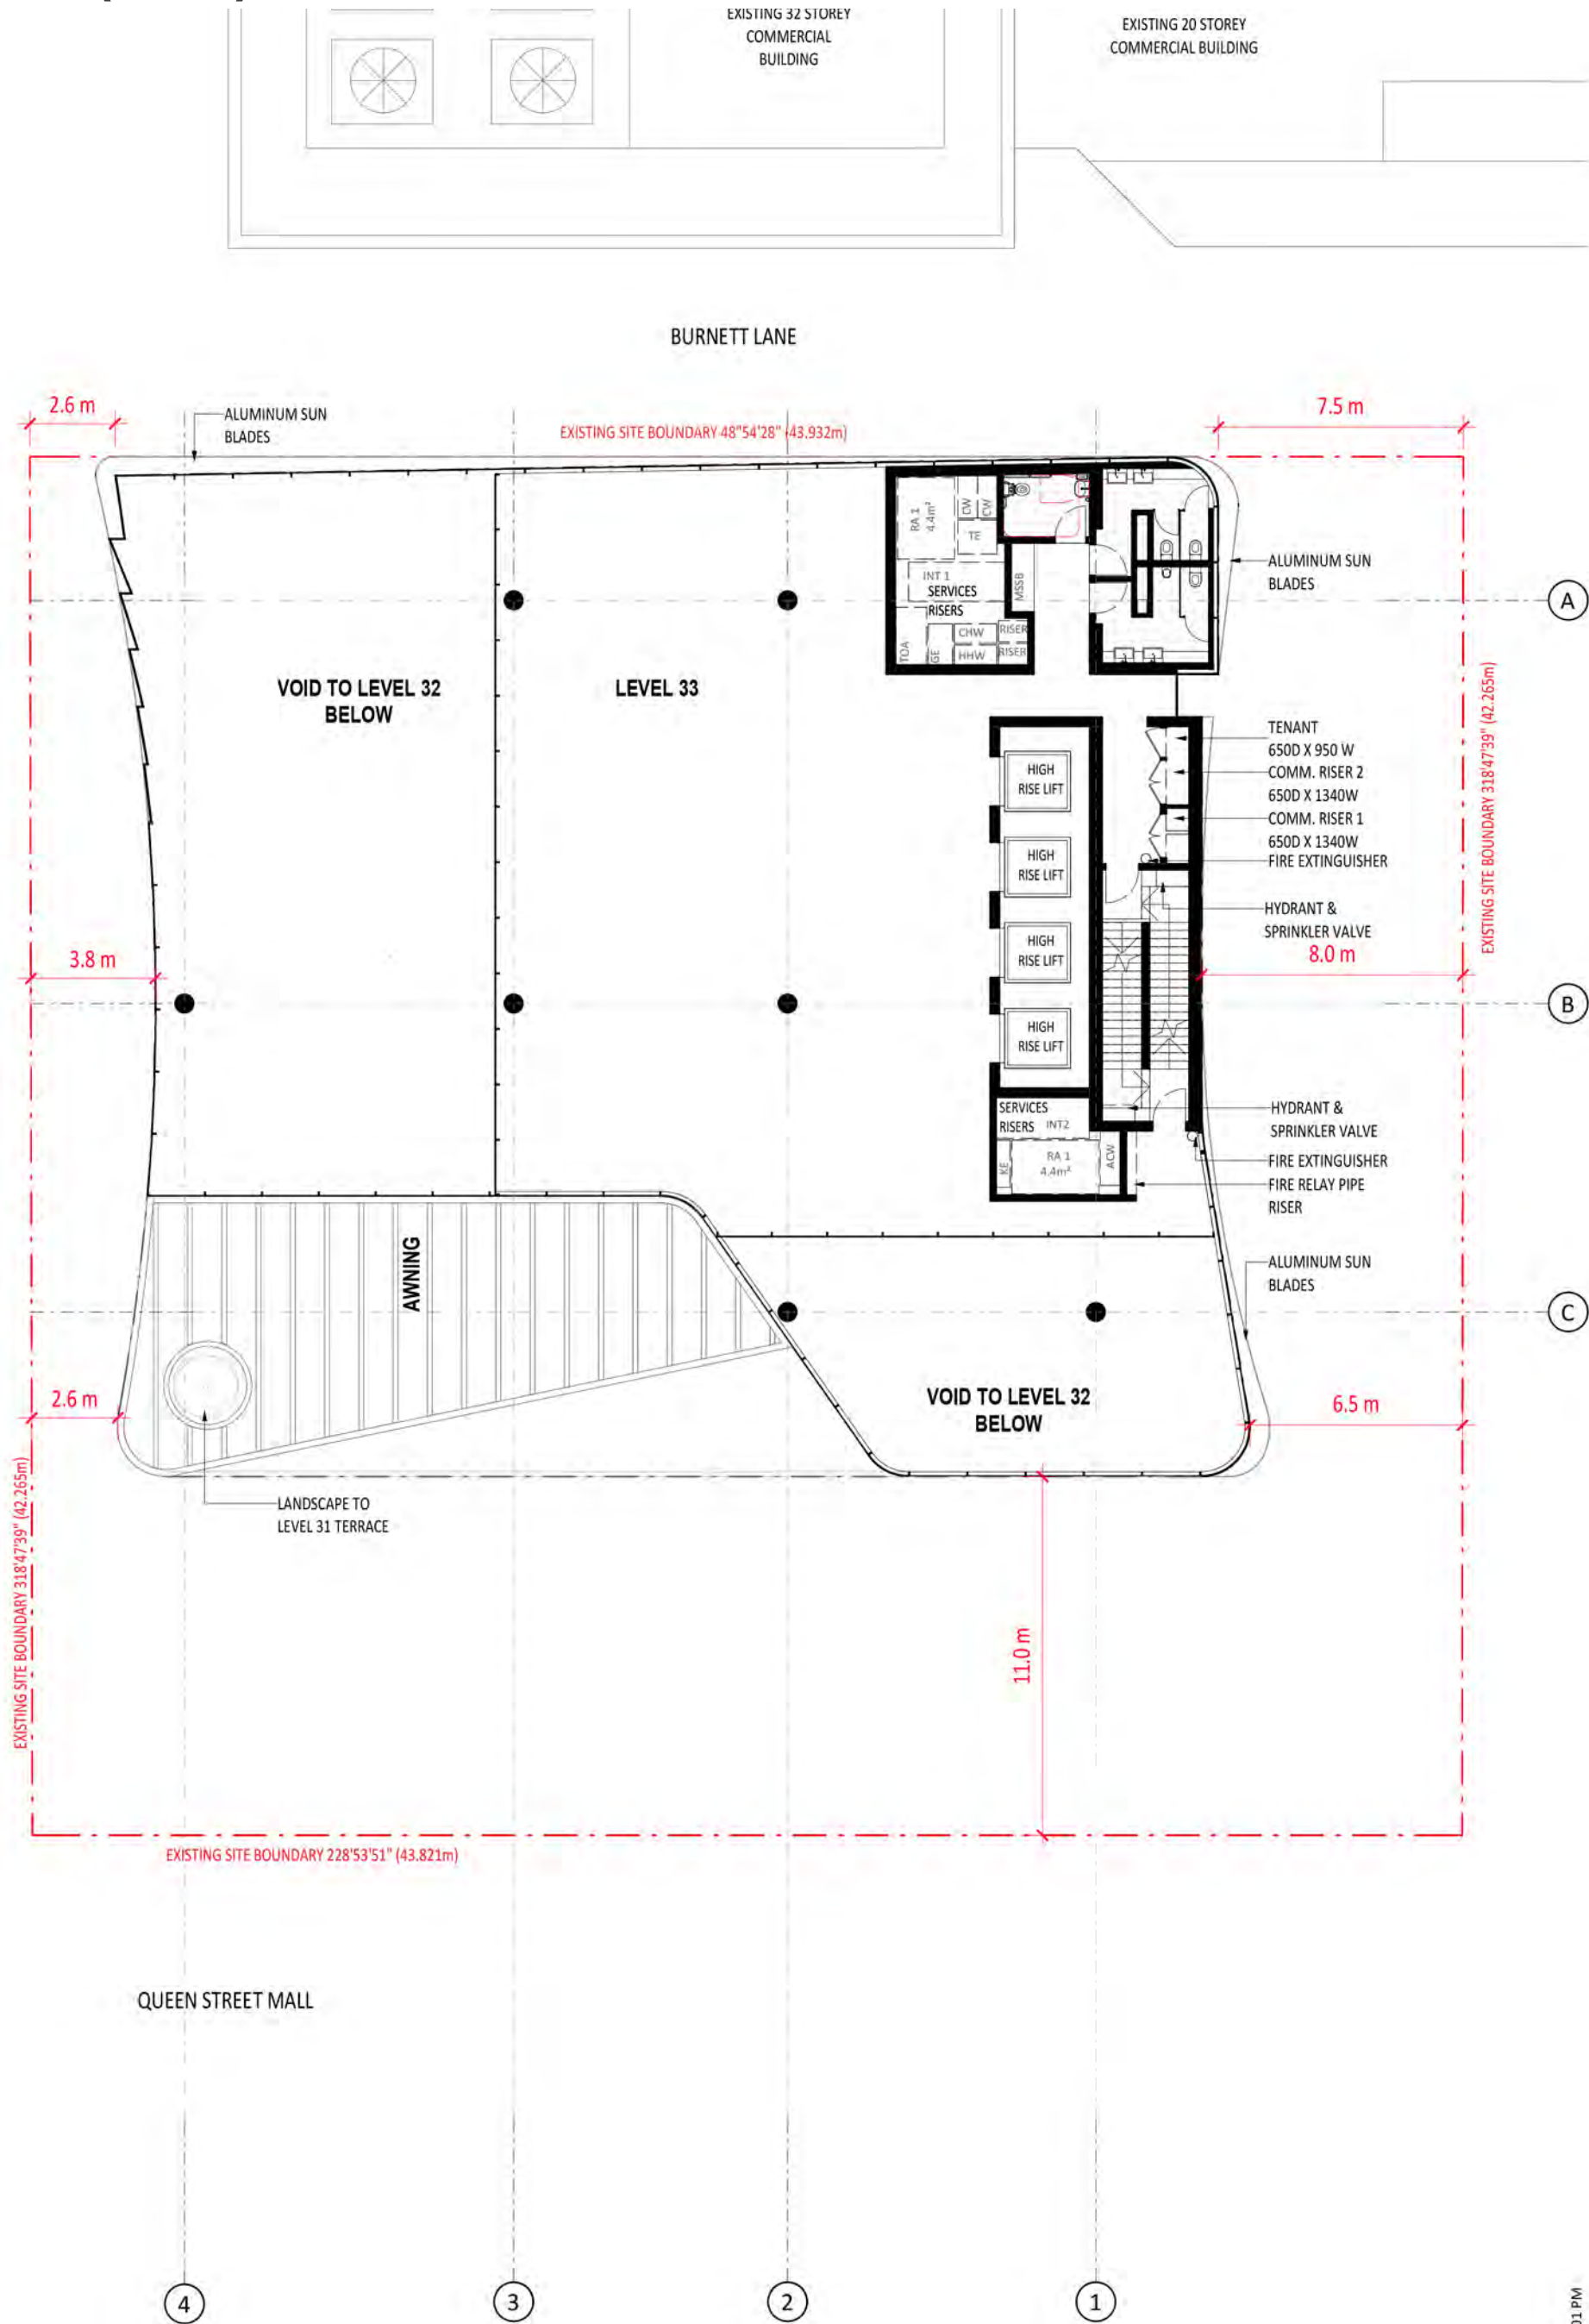 EXISTING 32 STOREY
COMMERCIAL
BUILDING
EXISTING 20 STOREY
COMMERCIAL BUILDING
BURNETT LANE
2.6 m
ALUMINUM SUN
BLADES
EXISTING SITE BOUNDARY 48"54'28" (43.932m)
7.5 m
RA 1
4.4m²
CW
CW
TE
INT 1
SERVICES
RISERS
MSSB
TOA
GE
CHW
RISER
HHW
RISER
ALUMINUM SUN
BLADES
A
VOID TO LEVEL 32
BELOW
LEVEL 33
EXISTING SITE BOUNDARY 318'47'39" (42.265m)
TENANT
650D X 950 W
COMM. RISER 2
650D X 1340W
COMM. RISER 1
650D X 1340W
FIRE EXTINGUISHER
HYDRANT &
SPRINKLER VALVE
HIGH
RISE LIFT
HIGH
RISE LIFT
HIGH
RISE LIFT
HIGH
RISE LIFT
3.8 m
8.0 m
B
SERVICES
RISERS INT2
KE
RA 1
4.4m²
ACW
HYDRANT &
SPRINKLER VALVE
FIRE EXTINGUISHER
FIRE RELAY PIPE
RISER
AWNING
ALUMINUM SUN
BLADES
C
2.6 m
VOID TO LEVEL 32
BELOW
6.5 m
LANDSCAPE TO
LEVEL 31 TERRACE
EXISTING SITE BOUNDARY 318'47'39" (42.265m)
11.0 m
EXISTING SITE BOUNDARY 228'53'51" (43.821m)
QUEEN STREET MALL
4
3
2
1
PM